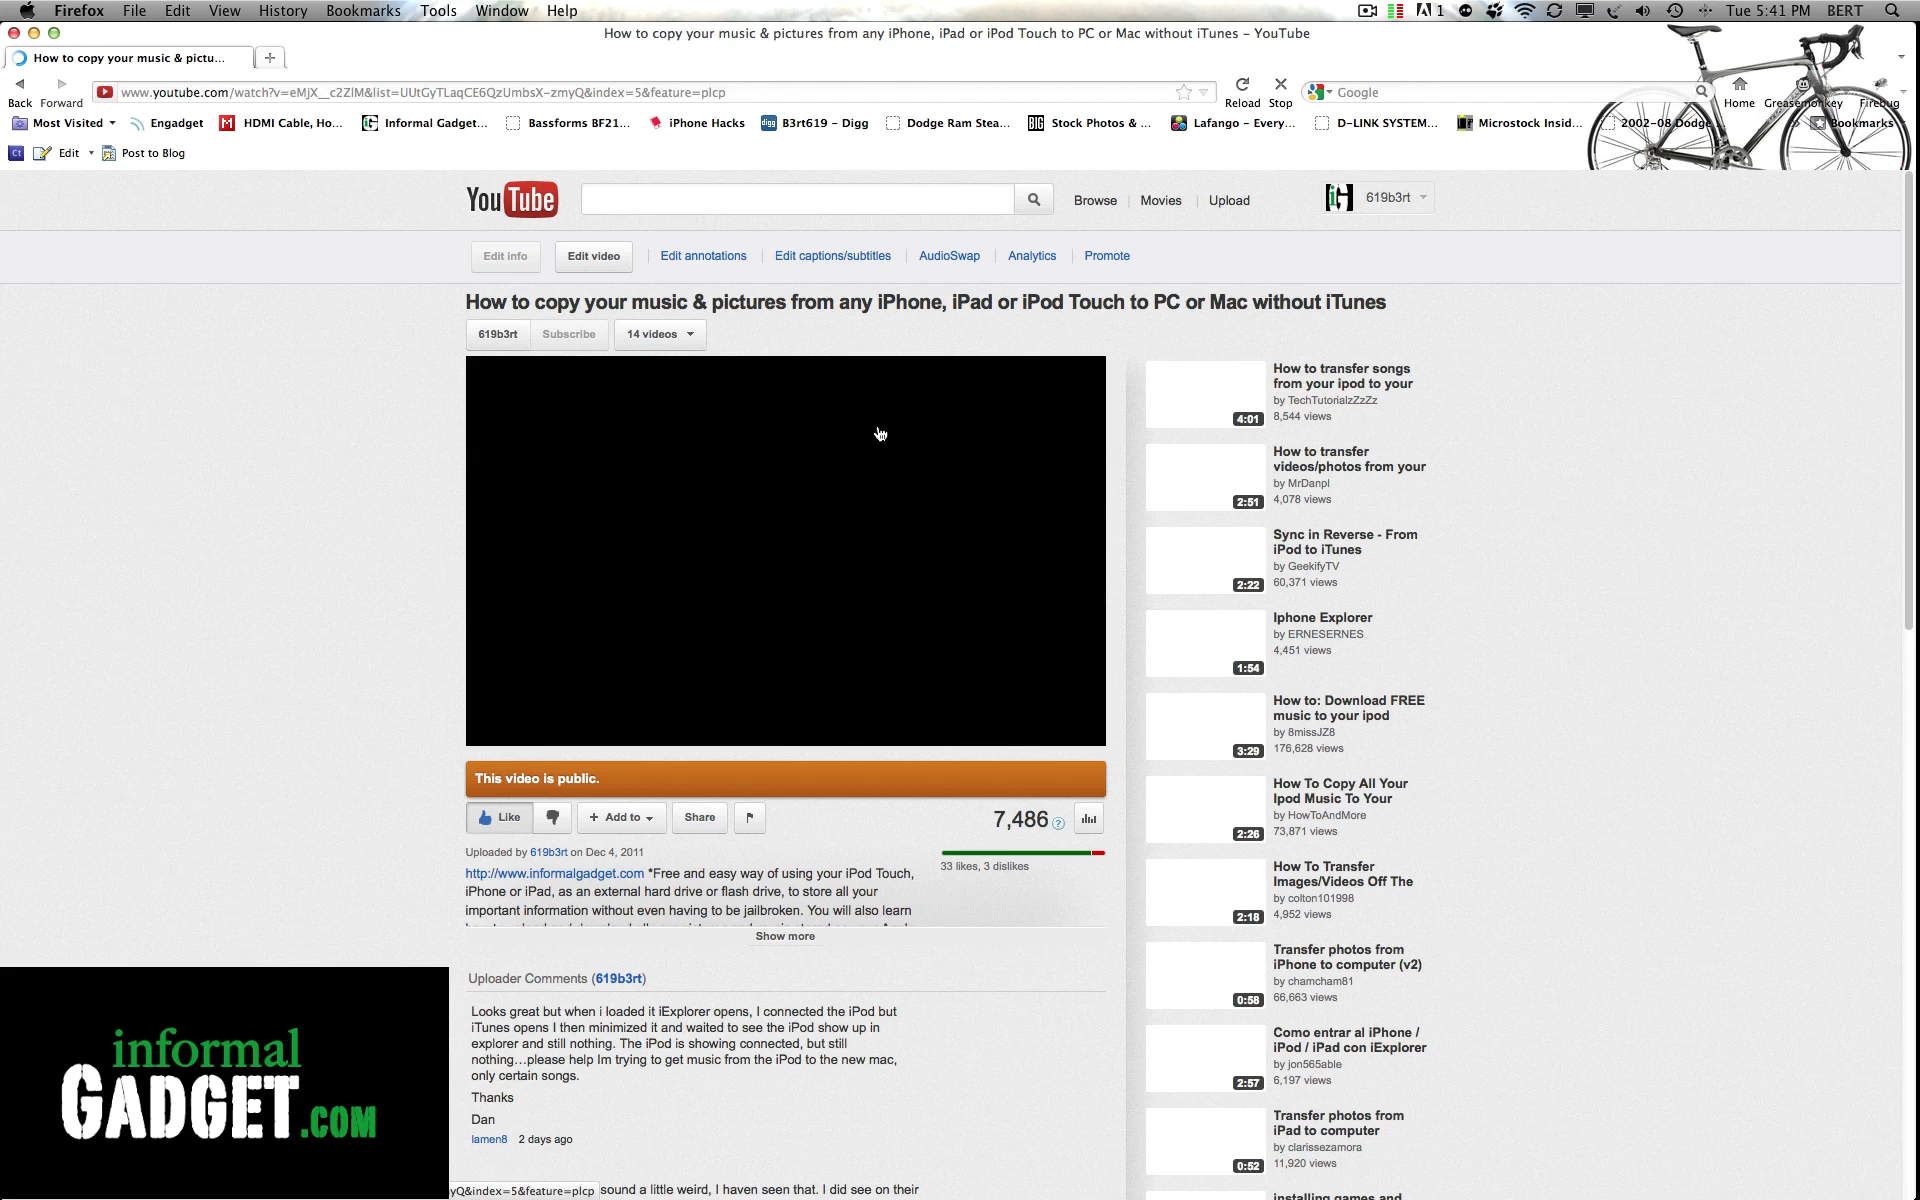 Firefox File Edit View History Bookmarks Tools Window Help
1 Tue 5:41 PM BERT
How to copy your music & pictures from any iPhone, iPad or iPod Touch to PC or Mac without iTunes – YouTube
How to copy your music & pictu...
www.youtube.com/watch?v=eMjX__c2ZlM&list=UUtGyTLaqCE6QzUmbsX-zmyQ&index=5&feature=plcp
Google
Back Forward Reload Stop Home Greasemonkey Firebug
Most Visited Engadget HDMI Cable, Ho... Informal Gadget... Bassforms BF21... iPhone Hacks B3rt619 – Digg Dodge Ram Stea... Stock Photos & ... Lafango – Every... D-LINK SYSTEM... Microstock Insid... 2002-08 Dodge Bookmarks
Edit Post to Blog
YouTube
Browse Movies Upload
619b3rt
Edit info Edit video Edit annotations Edit captions/subtitles AudioSwap Analytics Promote
How to copy your music & pictures from any iPhone, iPad or iPod Touch to PC or Mac without iTunes
619b3rt Subscribe 14 videos
This video is public.
Like Add to Share
7,486
Uploaded by 619b3rt on Dec 4, 2011
33 likes, 3 dislikes
http://www.informalgadget.com *Free and easy way of using your iPod Touch,
iPhone or iPad, as an external hard drive or flash drive, to store all your
important information without even having to be jailbroken. You will also learn
Show more
Uploader Comments (619b3rt)
Looks great but when i loaded it iExplorer opens, I connected the iPod but
iTunes opens I then minimized it and waited to see the iPod show up in
explorer and still nothing. The iPod is showing connected, but still
nothing...please help Im trying to get music from the iPod to the new mac,
only certain songs.
Thanks
Dan
lamen8 2 days ago
sound a little weird, I haven seen that. I did see on their
yQ&index=5&feature=plcp
How to transfer songs
from your ipod to your
by TechTutorialzZzZz
8,544 views
4:01
How to transfer
videos/photos from your
by MrDanpl
4,078 views
2:51
Sync in Reverse - From
iPod to iTunes
by GeekifyTV
60,371 views
2:22
Iphone Explorer
by ERNESERNES
4,451 views
1:54
How to: Download FREE
music to your ipod
by 8missJZ8
176,628 views
3:29
How To Copy All Your
Ipod Music To Your
by HowToAndMore
73,871 views
2:26
How To Transfer
Images/Videos Off The
by colton101998
4,952 views
2:18
Transfer photos from
iPhone to computer (v2)
by chamcham81
66,663 views
0:58
Como entrar al iPhone /
iPod / iPad con iExplorer
by jon565able
6,197 views
2:57
Transfer photos from
iPad to computer
by clarissezamora
11,920 views
0:52
installing games and
informal
GADGET.COM